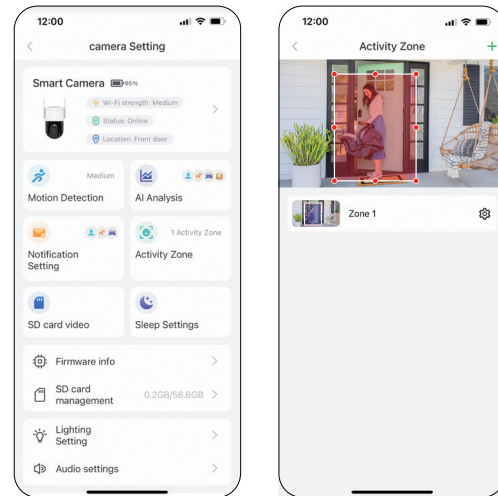 12:00
camera Setting
Smart Camera 95%
Wi-Fi strength: Medium
Status: Online
Location: Front door
Medium
Motion Detection
AI Analysis
Notification
Setting
1 Activity Zone
Activity Zone
SD card video
Sleep Settings
Firmware info
SD card
management
0.2GB/58.6GB
Lighting
Setting
Audio settings
12:00
Activity Zone
Zone 1